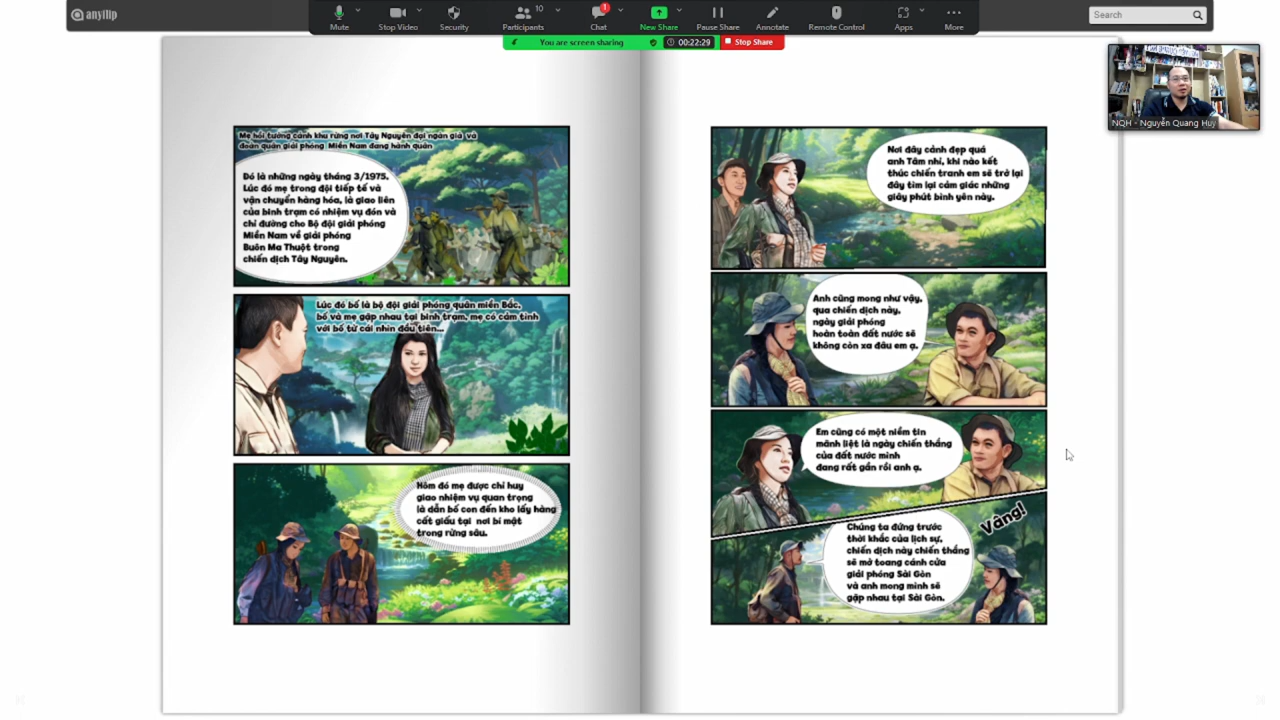 anyflip
Mute
Stop Video
Security
Participants
10
Chat
1
New Share
Pause Share
Annotate
Remote Control
Apps
More
Search
You are screen sharing
00:22:29
Stop Share
NQH - Nguyễn Quang Huy
Mẹ hồi tưởng cảnh khu rừng nơi Tây Nguyên đại ngàn già và
đoàn quân giải phóng Miền Nam đang hành quân
Đó là những ngày tháng 3/1975.
Lúc đó mẹ trong đội tiếp tế và
vận chuyển hàng hóa, là giao liên
của binh trạm có nhiệm vụ đón và
chỉ đường cho Bộ đội giải phóng
Miền Nam về giải phóng
Buôn Ma Thuột trong
chiến dịch Tây Nguyên.
Lúc đó bố là bộ đội giải phóng quân miền Bắc,
bố và mẹ gặp nhau tại binh trạm, mẹ có cảm tình
với bố từ cái nhìn đầu tiên...
Hôm đó mẹ được chỉ huy
giao nhiệm vụ quan trọng
là dẫn bố con đến kho lấy hàng
cất giấu tại nơi bí mật
trong rừng sâu.
Nơi đây cảnh đẹp quá
anh Tâm nhỉ, khi nào kết
thúc chiến tranh em sẽ trở lại
đây tìm lại cảm giác những
giây phút bình yên này.
Anh cũng mong như vậy,
qua chiến dịch này,
ngày giải phóng
hoàn toàn đất nước sẽ
không còn xa đâu em ạ.
Em cũng có một niềm tin
mãnh liệt là ngày chiến thắng
của đất nước mình
đang rất gần rồi anh ạ.
Vâng!
Chúng ta đứng trước
thời khắc của lịch sự,
chiến dịch này chiến thắng
sẽ mở toang cánh cửa
giải phóng Sài Gòn
và anh mong mình sẽ
gặp nhau tại Sài Gòn.